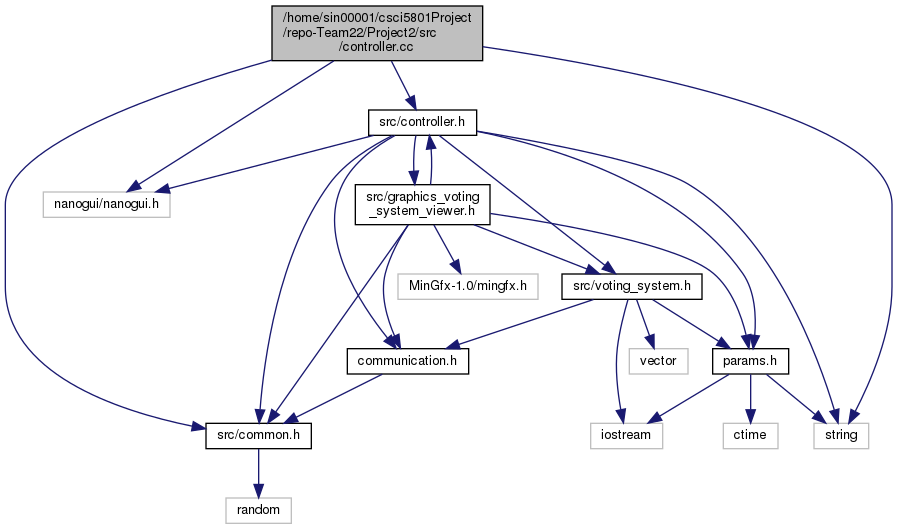 /home/sin00001/csci5801Project
/repo-Team22/Project2/src
/controller.cc
src/controller.h
nanogui/nanogui.h
src/graphics_voting
_system_viewer.h
MinGfx-1.0/mingfx.h
src/voting_system.h
communication.h
vector
params.h
src/common.h
iostream
ctime
string
random